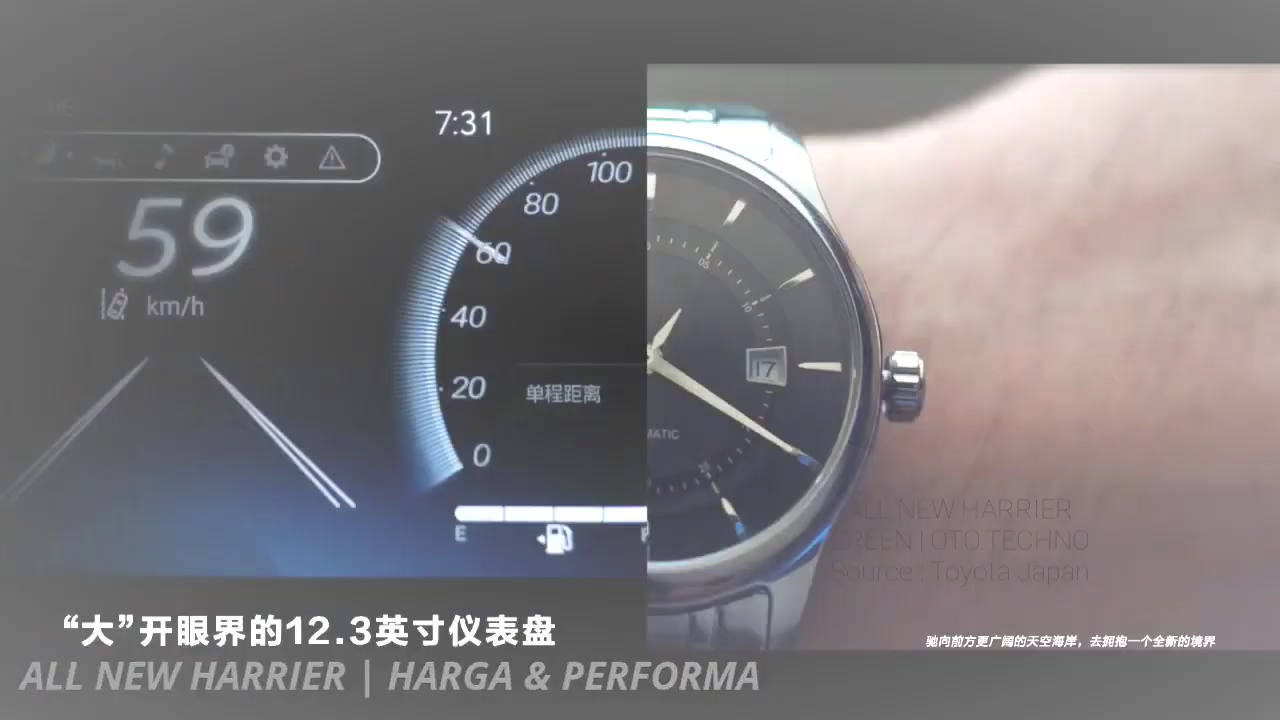 7:31
59
km/h
100
80
60
40
20
0
单程距离
E
05
10
17
MATIC
ALL NEW HARRIER
GREEN | OTO TECHNO
Source : Toyota Japan
“大”开眼界的12.3英寸仪表盘
驰向前方更广阔的天空海岸，去拥抱一个全新的境界
ALL NEW HARRIER | HARGA & PERFORMA